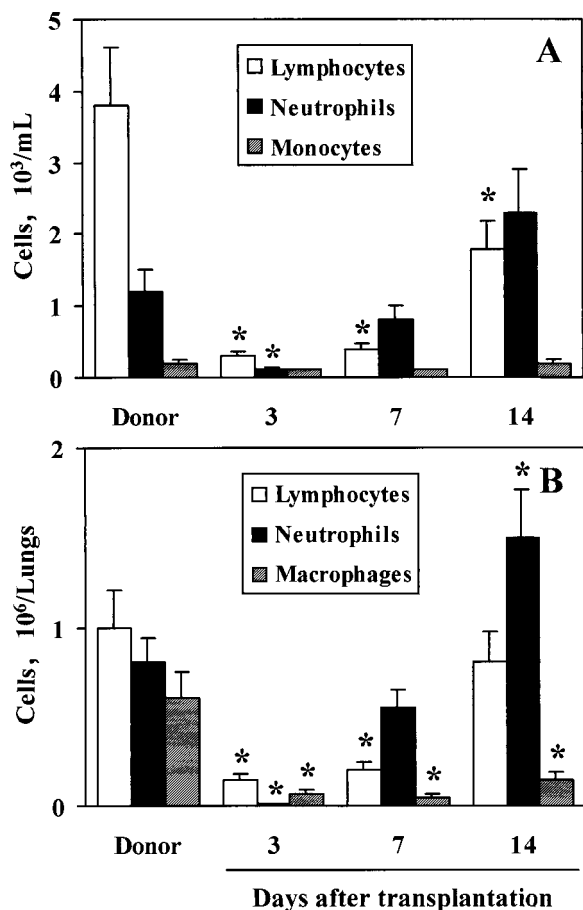 A
5
4
3
2
1
0
Cells, 10³/mL
Lymphocytes
Neutrophils
Monocytes
*
*
*
*
Donor 3 7 14
B
2
1
0
Cells, 10⁶/Lungs
Lymphocytes
Neutrophils
Macrophages
*
*
*
*
*
*
*
Donor 3 7 14
Days after transplantation